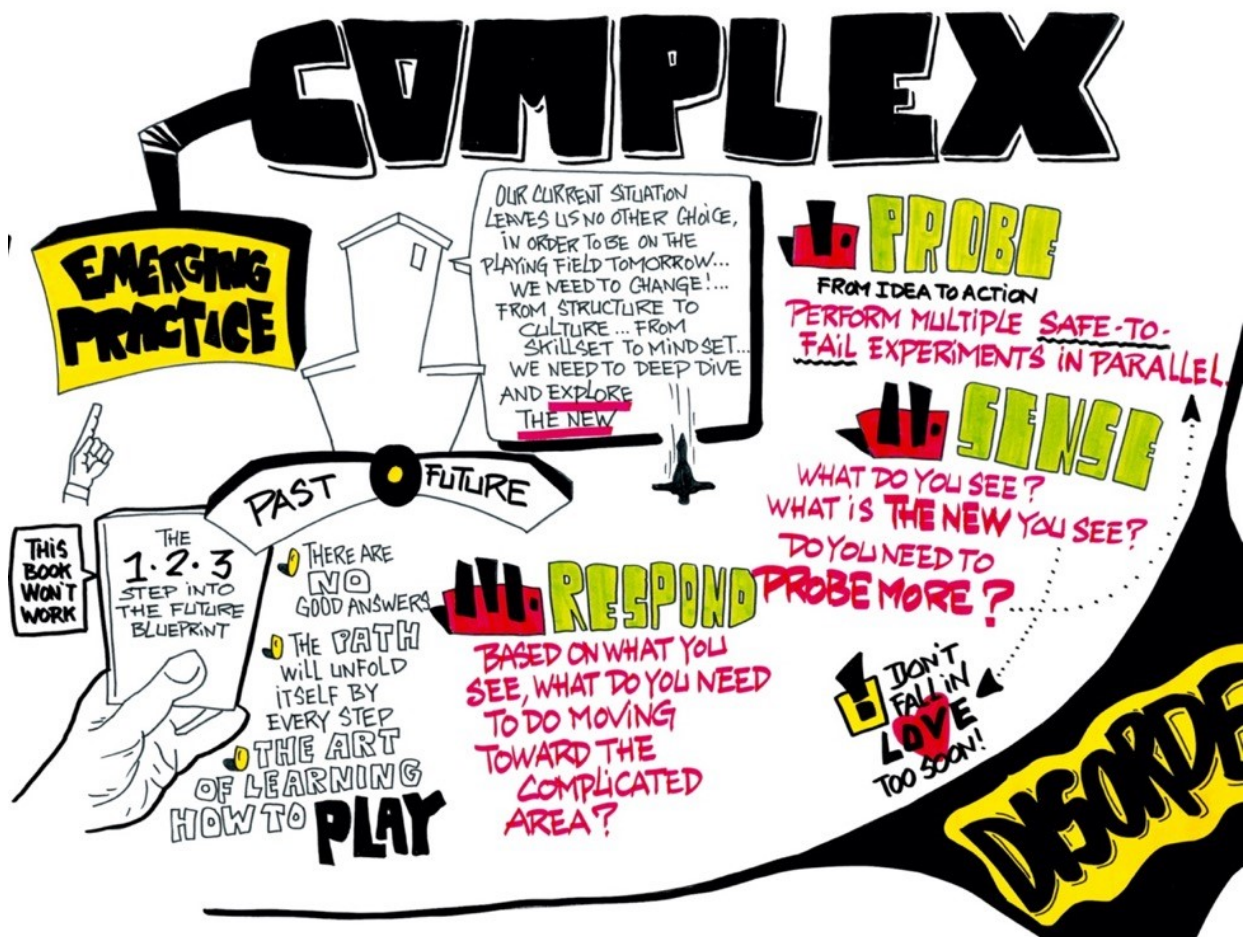 COMPLEX
EMERGING
PRACTICE
OUR CURRENT SITUATION
LEAVES US NO OTHER CHOICE,
IN ORDER TO BE ON THE
PLAYING FIELD TOMORROW...
WE NEED TO CHANGE!...
FROM STRUCTURE TO
CULTURE... FROM
SKILLSET TO MINDSET...
WE NEED TO DEEP DIVE
AND EXPLORE
THE NEW
PAST FUTURE
THIS
BOOK
WON'T
WORK
THE
1·2·3
STEP INTO
THE FUTURE
BLUEPRINT
THERE ARE
NO
GOOD ANSWERS
THE PATH
WILL UNFOLD
ITSELF BY
EVERY STEP
THE ART
OF LEARNING
HOW TO PLAY
PROBE
FROM IDEA TO ACTION
PERFORM MULTIPLE SAFE-TO-
FAIL EXPERIMENTS IN PARALLEL.
SENSE
WHAT DO YOU SEE?
WHAT IS THE NEW YOU SEE?
DO YOU NEED TO
PROBE MORE?
DON'T
FALL IN
LOVE
TOO SOON!
RESPOND
BASED ON WHAT YOU
SEE, WHAT DO YOU NEED
TO DO MOVING
TOWARD THE
COMPLICATED
AREA?
DISORDE